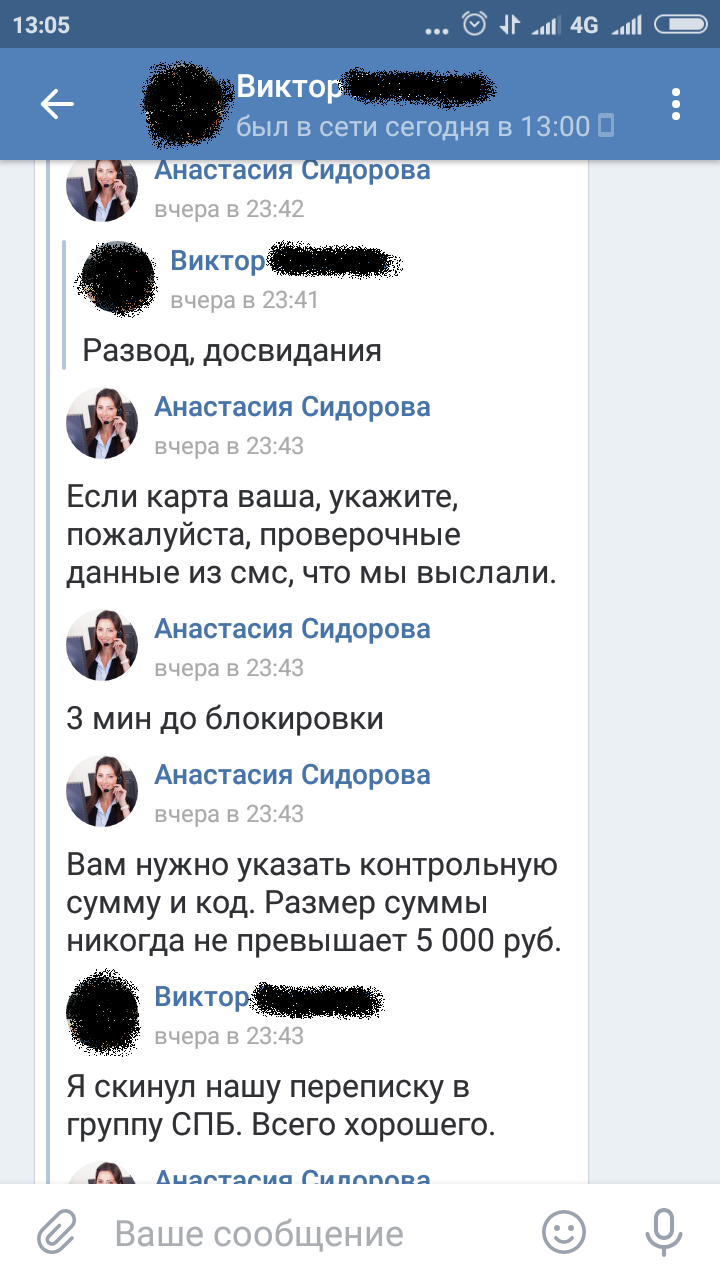 13:05
... 4G
Виктор
был в сети сегодня в 13:00
Анастасия Сидорова
вчера в 23:42
Виктор
вчера в 23:41
Развод, досвидания
Анастасия Сидорова
вчера в 23:43
Если карта ваша, укажите,
пожалуйста, проверочные
данные из смс, что мы выслали.
Анастасия Сидорова
вчера в 23:43
3 мин до блокировки
Анастасия Сидорова
вчера в 23:43
Вам нужно указать контрольную
сумму и код. Размер суммы
никогда не превышает 5 000 руб.
Виктор
вчера в 23:43
Я скинул нашу переписку в
группу СПБ. Всего хорошего.
Анастасия Сидорова
Ваше сообщение